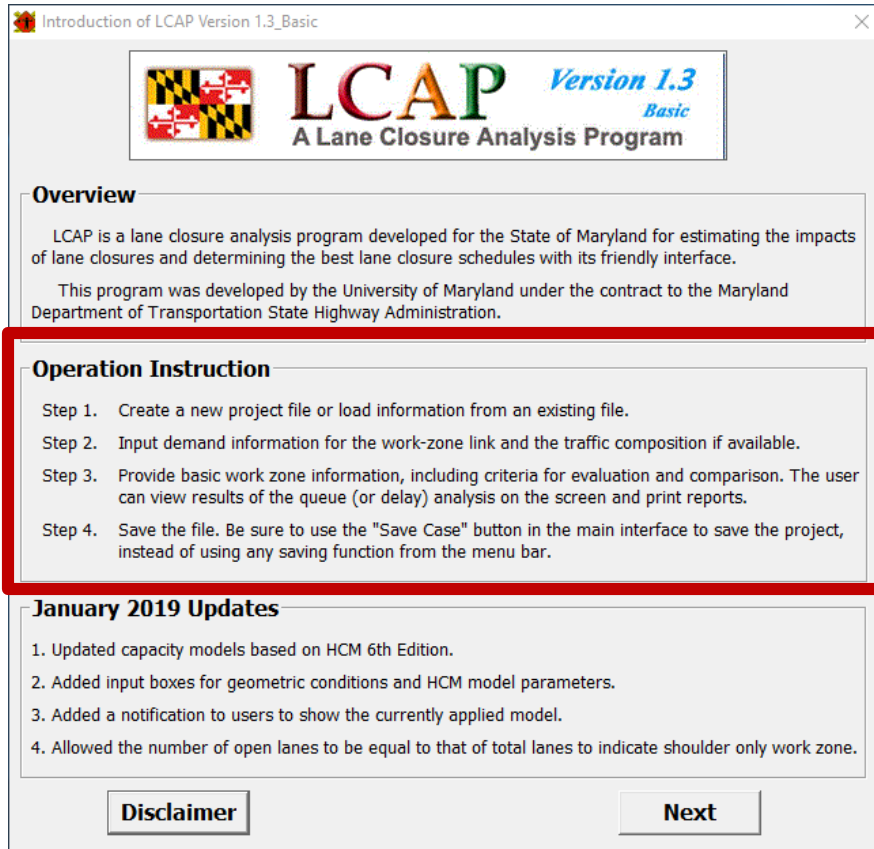 Introduction of LCAP Version 1.3_Basic
LCAP
Version 1.3
Basic
A Lane Closure Analysis Program
Overview
LCAP is a lane closure analysis program developed for the State of Maryland for estimating the impacts
of lane closures and determining the best lane closure schedules with its friendly interface.
This program was developed by the University of Maryland under the contract to the Maryland
Department of Transportation State Highway Administration.
Operation Instruction
Step 1. Create a new project file or load information from an existing file.
Step 2. Input demand information for the work-zone link and the traffic composition if available.
Step 3. Provide basic work zone information, including criteria for evaluation and comparison. The user
can view results of the queue (or delay) analysis on the screen and print reports.
Step 4. Save the file. Be sure to use the "Save Case" button in the main interface to save the project,
instead of using any saving function from the menu bar.
January 2019 Updates
1. Updated capacity models based on HCM 6th Edition.
2. Added input boxes for geometric conditions and HCM model parameters.
3. Added a notification to users to show the currently applied model.
4. Allowed the number of open lanes to be equal to that of total lanes to indicate shoulder only work zone.
Disclaimer
Next